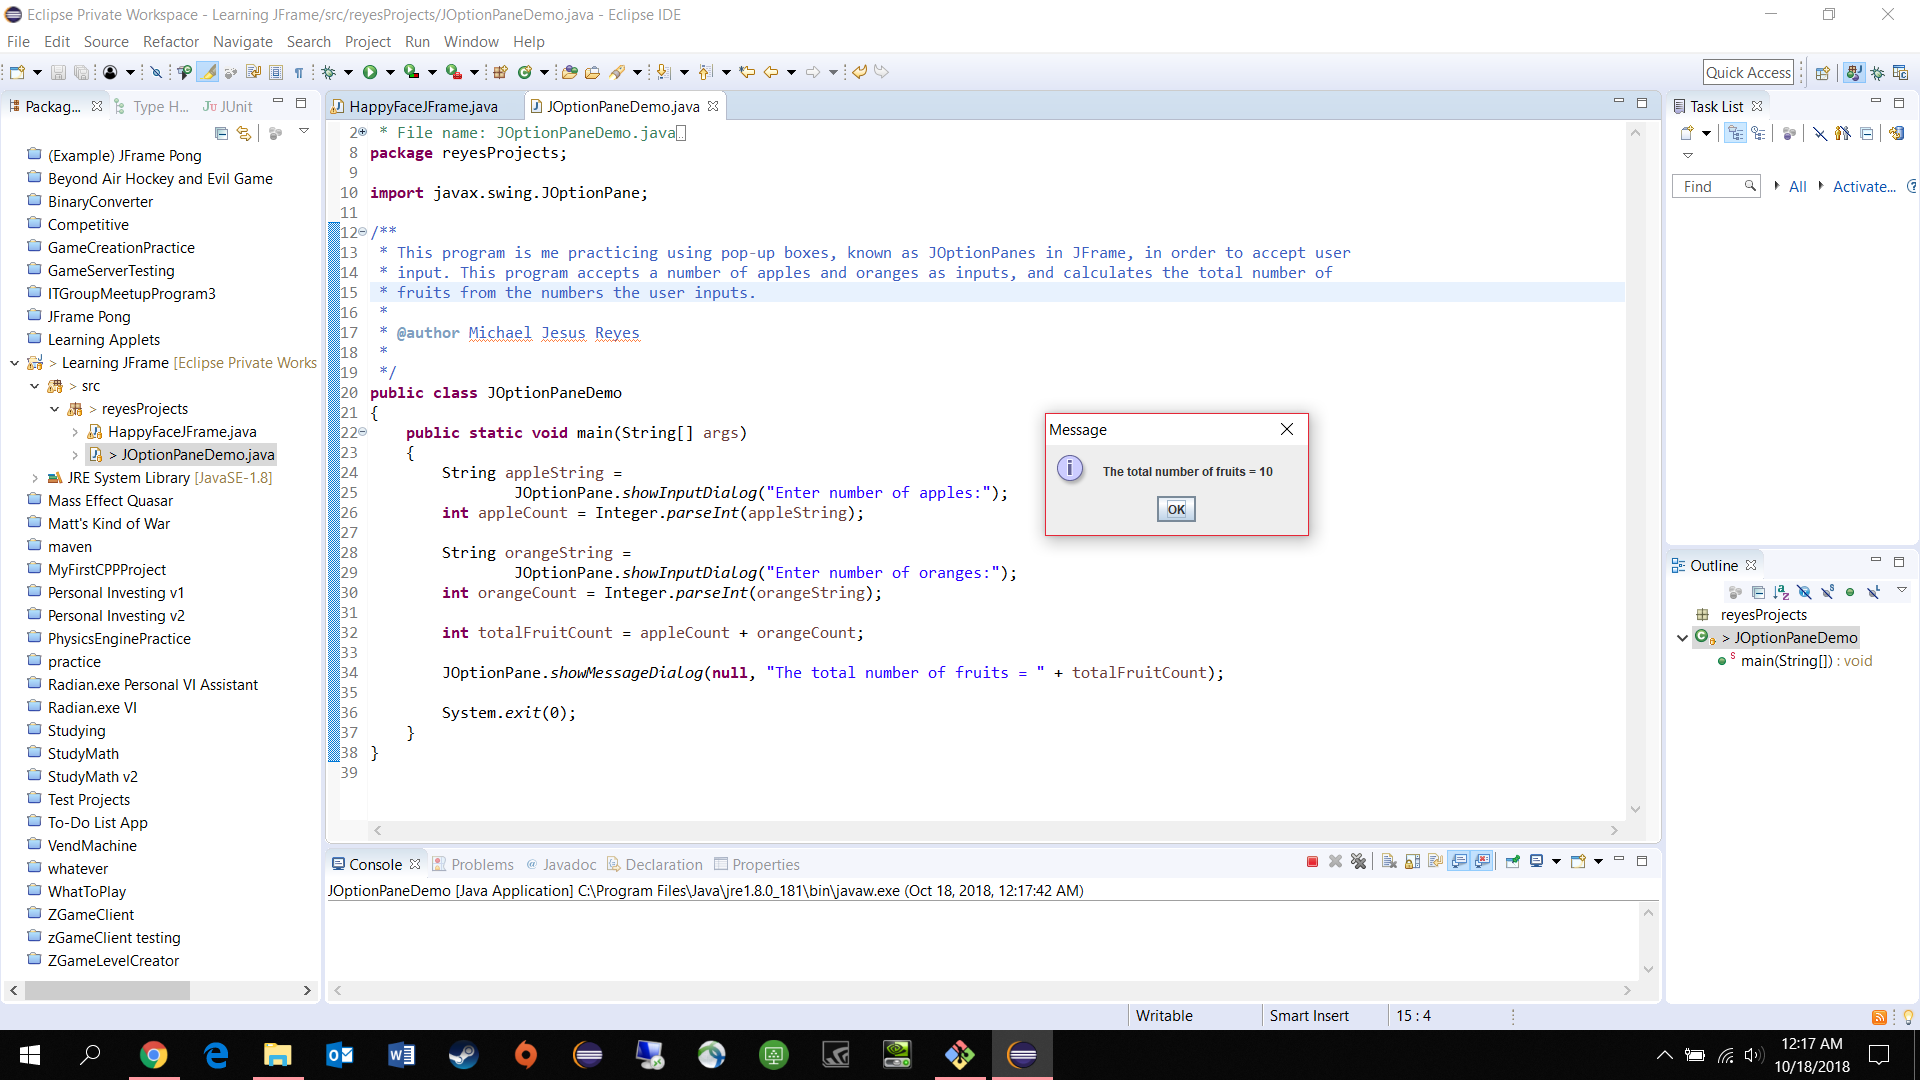 Eclipse Private Workspace - Learning JFrame/src/reyesProjects/JOptionPaneDemo.java - Eclipse IDE
File Edit Source Refactor Navigate Search Project Run Window Help
Quick Access
Packag... Type H... JUnit
(Example) JFrame Pong
Beyond Air Hockey and Evil Game
BinaryConverter
Competitive
GameCreationPractice
GameServerTesting
ITGroupMeetupProgram3
JFrame Pong
Learning Applets
> Learning JFrame [Eclipse Private Works
> src
> reyesProjects
HappyFaceJFrame.java
> JOptionPaneDemo.java
JRE System Library [JavaSE-1.8]
Mass Effect Quasar
Matt's Kind of War
maven
MyFirstCPPProject
Personal Investing v1
Personal Investing v2
PhysicsEnginePractice
practice
Radian.exe Personal VI Assistant
Radian.exe VI
Studying
StudyMath
StudyMath v2
Test Projects
To-Do List App
VendMachine
whatever
WhatToPlay
ZGameClient
zGameClient testing
ZGameLevelCreator
HappyFaceJFrame.java JOptionPaneDemo.java
2 * File name: JOptionPaneDemo.java
8 package reyesProjects;
9
10 import javax.swing.JOptionPane;
11
12 /**
13 * This program is me practicing using pop-up boxes, known as JOptionPanes in JFrame, in order to accept user
14 * input. This program accepts a number of apples and oranges as inputs, and calculates the total number of
15 * fruits from the numbers the user inputs.
16 *
17 * @author Michael Jesus Reyes
18 *
19 */
20 public class JOptionPaneDemo
21 {
22 public static void main(String[] args)
23 {
24 String appleString =
25 JOptionPane.showInputDialog("Enter number of apples:");
26 int appleCount = Integer.parseInt(appleString);
27
28 String orangeString =
29 JOptionPane.showInputDialog("Enter number of oranges:");
30 int orangeCount = Integer.parseInt(orangeString);
31
32 int totalFruitCount = appleCount + orangeCount;
33
34 JOptionPane.showMessageDialog(null, "The total number of fruits = " + totalFruitCount);
35
36 System.exit(0);
37 }
38 }
39
Message
The total number of fruits = 10
OK
Task List
Find All Activate...
Outline
reyesProjects
> JOptionPaneDemo
main(String[]) : void
Console Problems Javadoc Declaration Properties
JOptionPaneDemo [Java Application] C:\Program Files\Java\jre1.8.0_181\bin\javaw.exe (Oct 18, 2018, 12:17:42 AM)
Writable Smart Insert 15 : 4
12:17 AM
10/18/2018